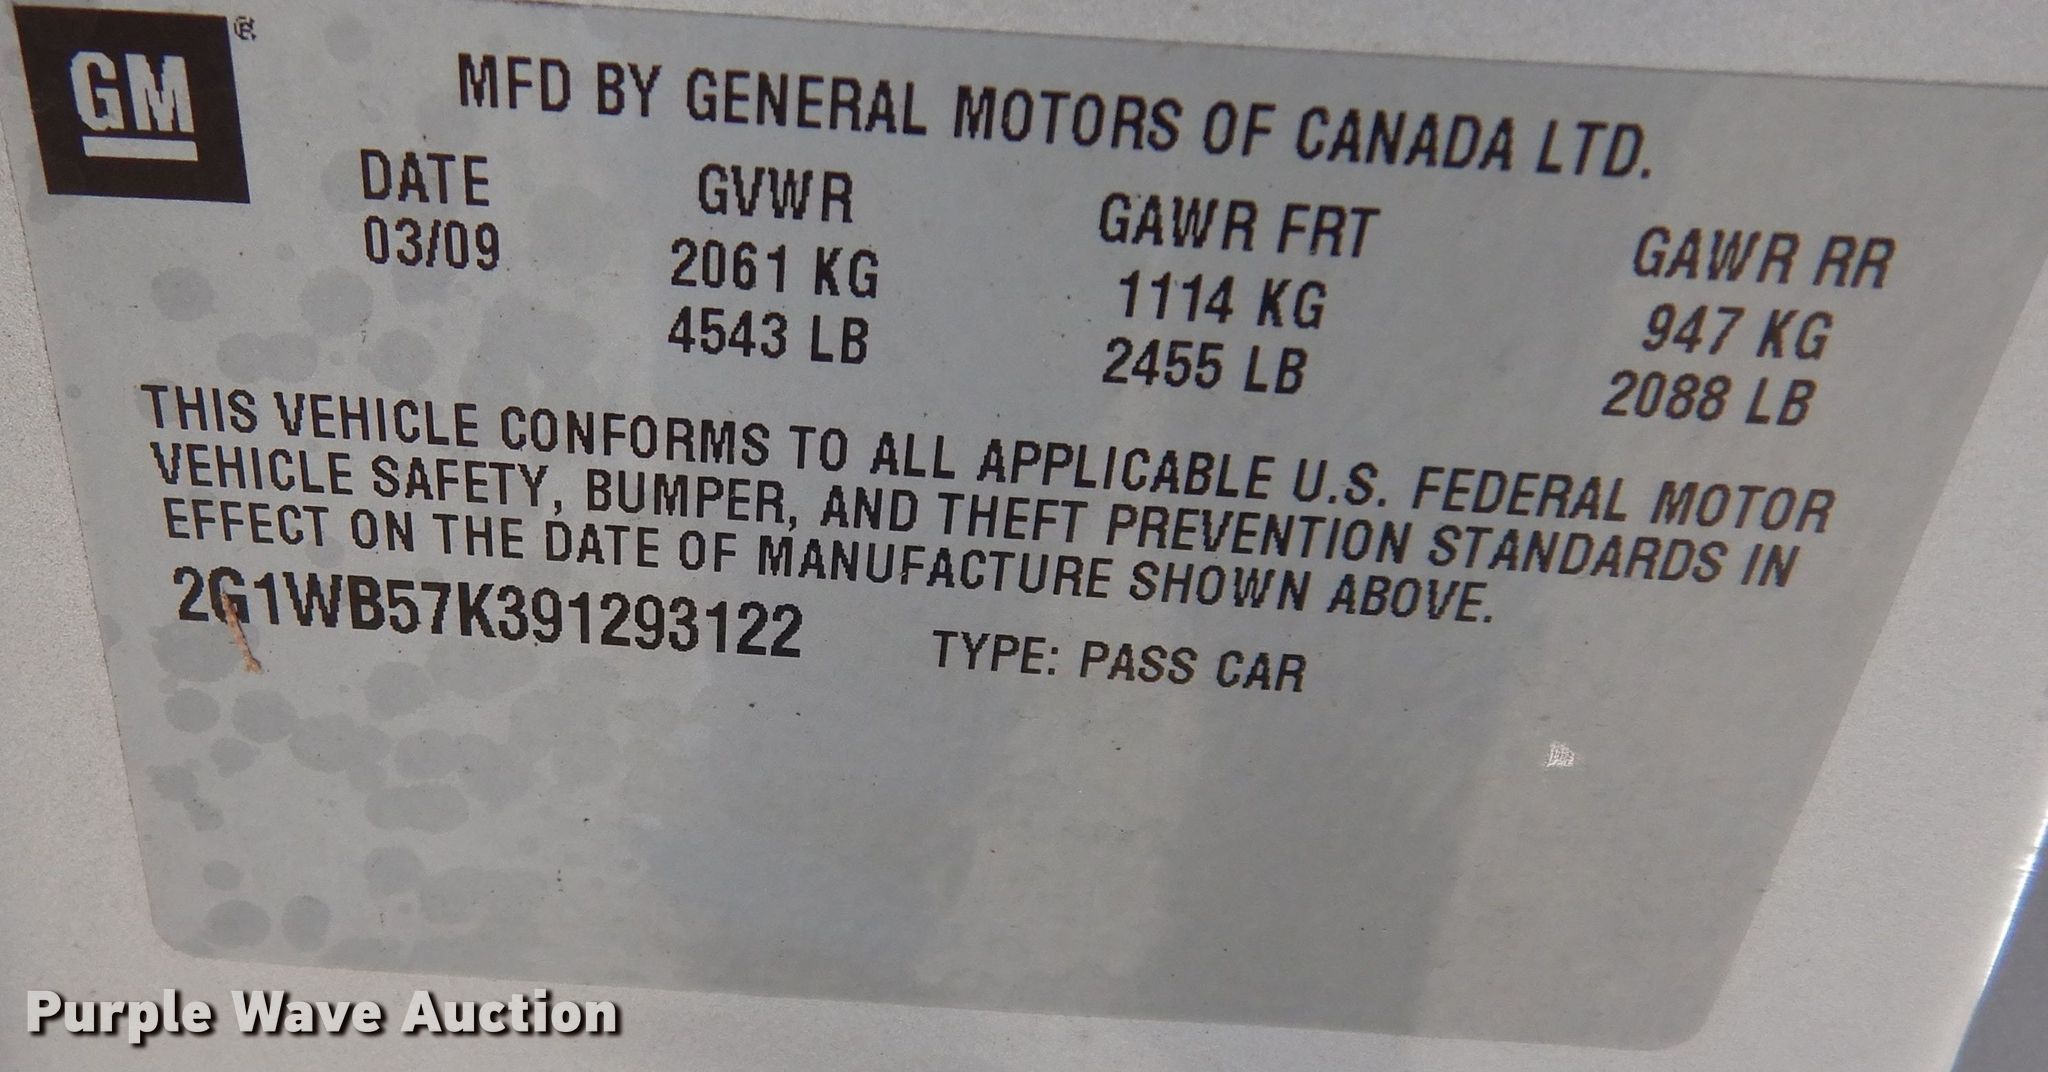 GM ®
MFD BY GENERAL MOTORS OF CANADA LTD.
DATE GVWR GAWR FRT GAWR RR
03/09 2061 KG 1114 KG 947 KG
4543 LB 2455 LB 2088 LB
THIS VEHICLE CONFORMS TO ALL APPLICABLE U.S. FEDERAL MOTOR
VEHICLE SAFETY, BUMPER, AND THEFT PREVENTION STANDARDS IN
EFFECT ON THE DATE OF MANUFACTURE SHOWN ABOVE.
2G1WB57K391293122 TYPE: PASS CAR
Purple Wave Auction